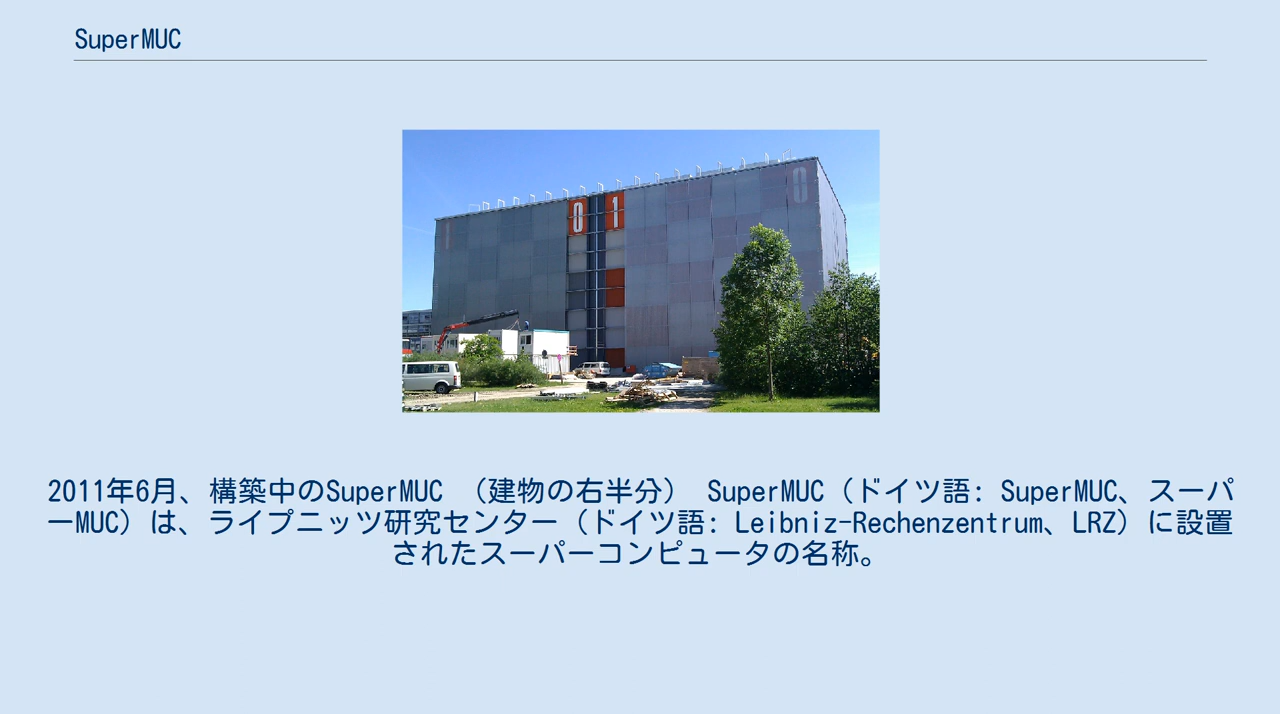 SuperMUC
0 1
0
2011年6月、構築中のSuperMUC （建物の右半分） SuperMUC（ドイツ語: SuperMUC、スーパ
ーMUC）は、ライプニッツ研究センター（ドイツ語: Leibniz-Rechenzentrum、LRZ）に設置
されたスーパーコンピュータの名称。